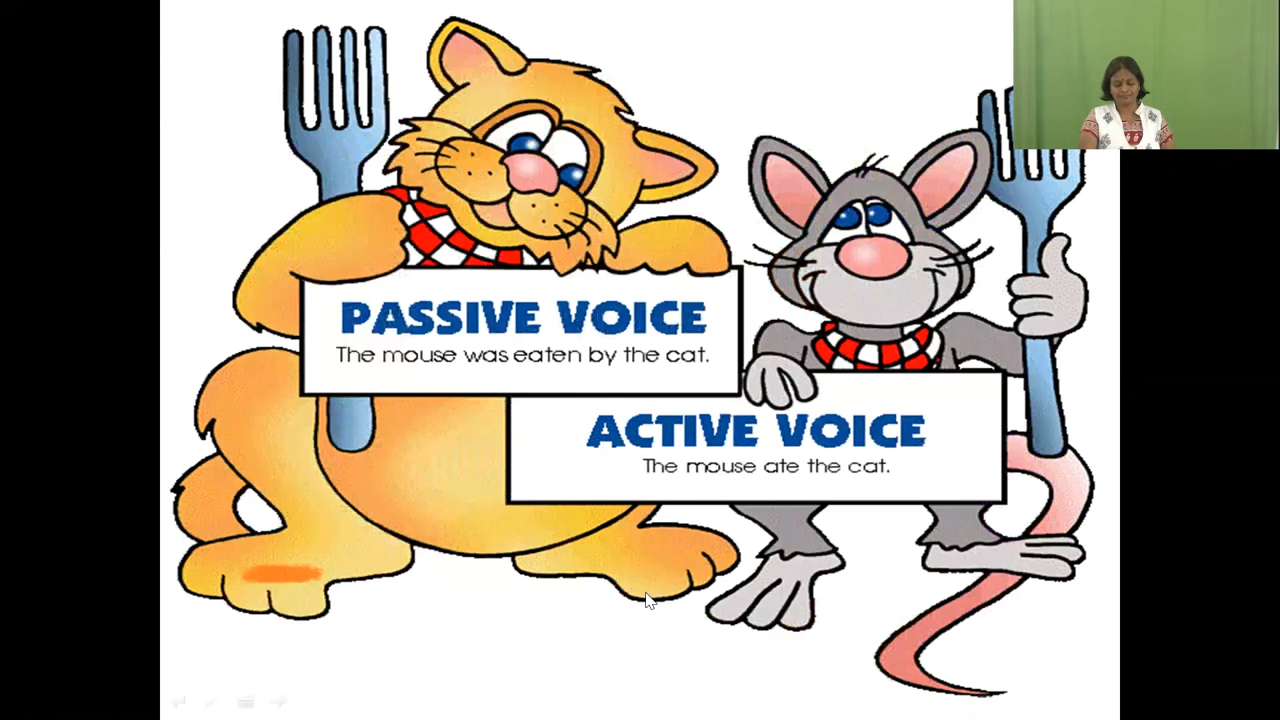 PASSIVE VOICE
The mouse was eaten by the cat.
ACTIVE VOICE
The mouse ate the cat.